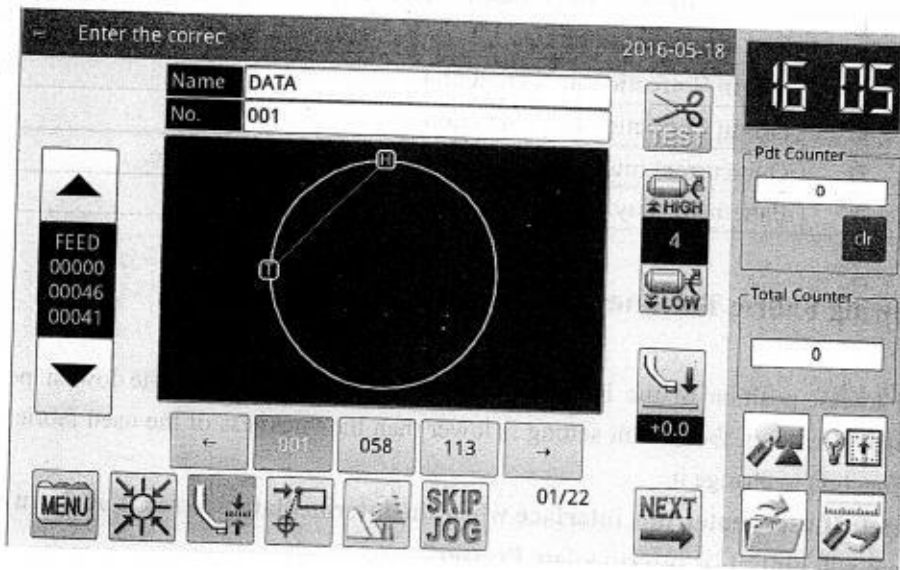 Enter the correc
2016-05-18
16 05
Name DATA
No. 001
TEST
Pdt Counter
0
clr
H
T
HIGH
4
LOW
FEED
00000
00046
00041
Total Counter
0
+0.0
← 001 058 113 →
MENU
SKIP
JOG
01/22
NEXT